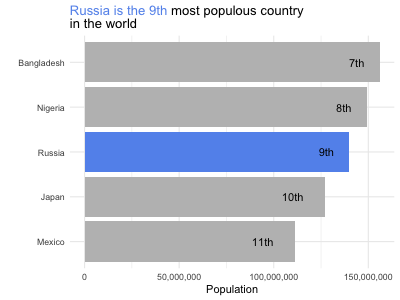 Russia is the 9th most populous country
in the world
Bangladesh
7th
Nigeria
8th
Russia
9th
Japan
10th
Mexico
11th
0
50,000,000
100,000,000
150,000,000
Population